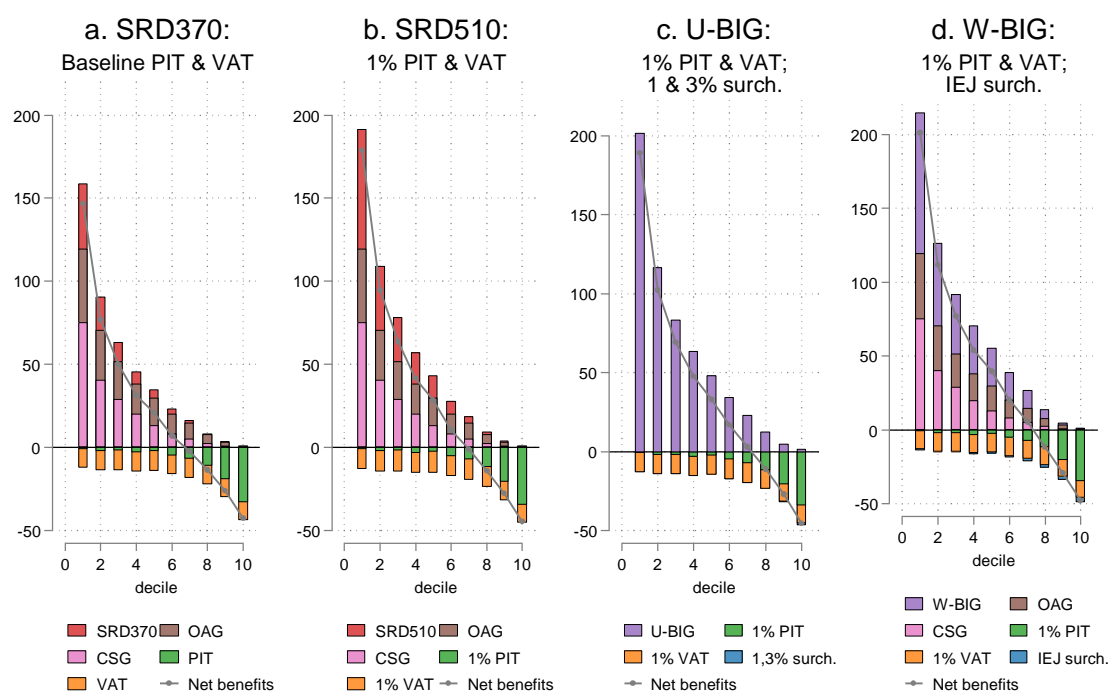 a. SRD370:
Baseline PIT & VAT
200
150
100
50
0
-50
0 2 4 6 8 10
decile
SRD370 OAG
CSG PIT
VAT Net benefits
b. SRD510:
1% PIT & VAT
200
150
100
50
0
-50
0 2 4 6 8 10
decile
SRD510 OAG
CSG 1% PIT
1% VAT Net benefits
c. U-BIG:
1% PIT & VAT;
1 & 3% surch.
200
150
100
50
0
-50
0 2 4 6 8 10
decile
U-BIG 1% PIT
1% VAT 1,3% surch.
Net benefits
d. W-BIG:
1% PIT & VAT;
IEJ surch.
200
150
100
50
0
-50
0 2 4 6 8 10
decile
W-BIG OAG
CSG 1% PIT
1% VAT IEJ surch.
Net benefits